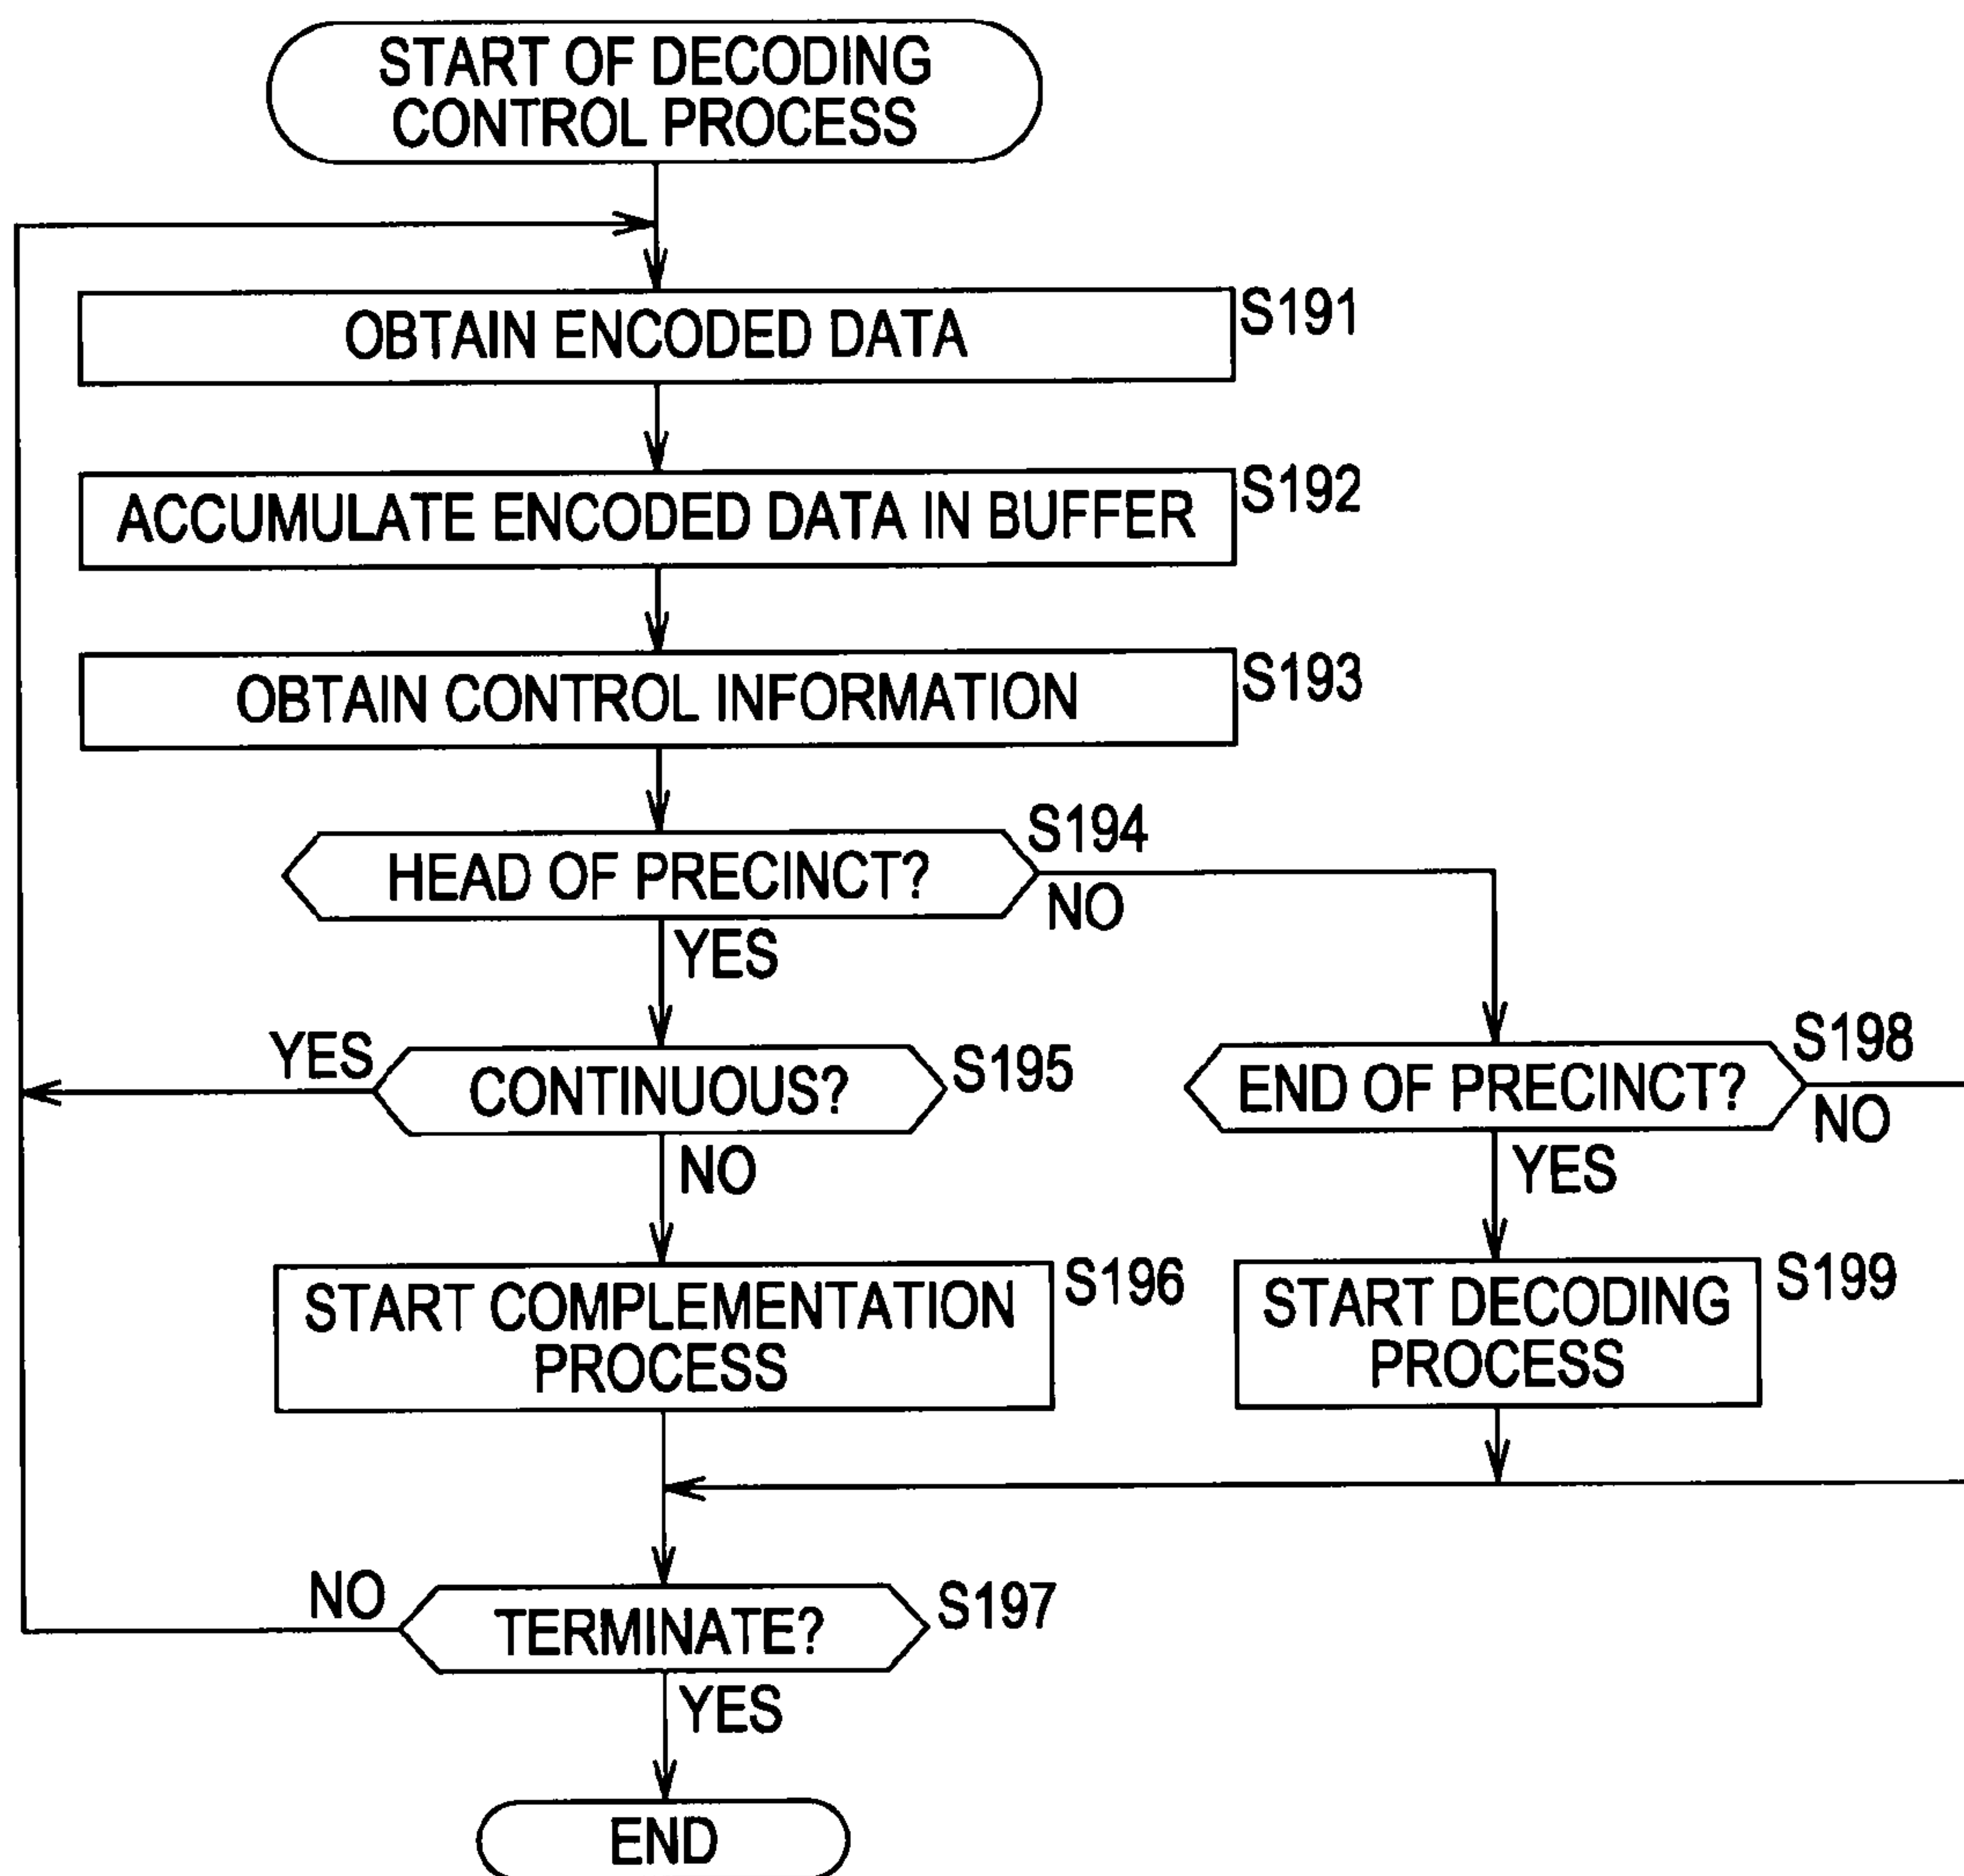 START OF DECODING
CONTROL PROCESS
OBTAIN ENCODED DATA
S191
ACCUMULATE ENCODED DATA IN BUFFER
S192
OBTAIN CONTROL INFORMATION
S193
HEAD OF PRECINCT?
S194
NO
YES
YES
CONTINUOUS?
S195
NO
END OF PRECINCT?
S198
NO
YES
START COMPLEMENTATION
PROCESS
S196
START DECODING
PROCESS
S199
NO
TERMINATE?
S197
YES
END